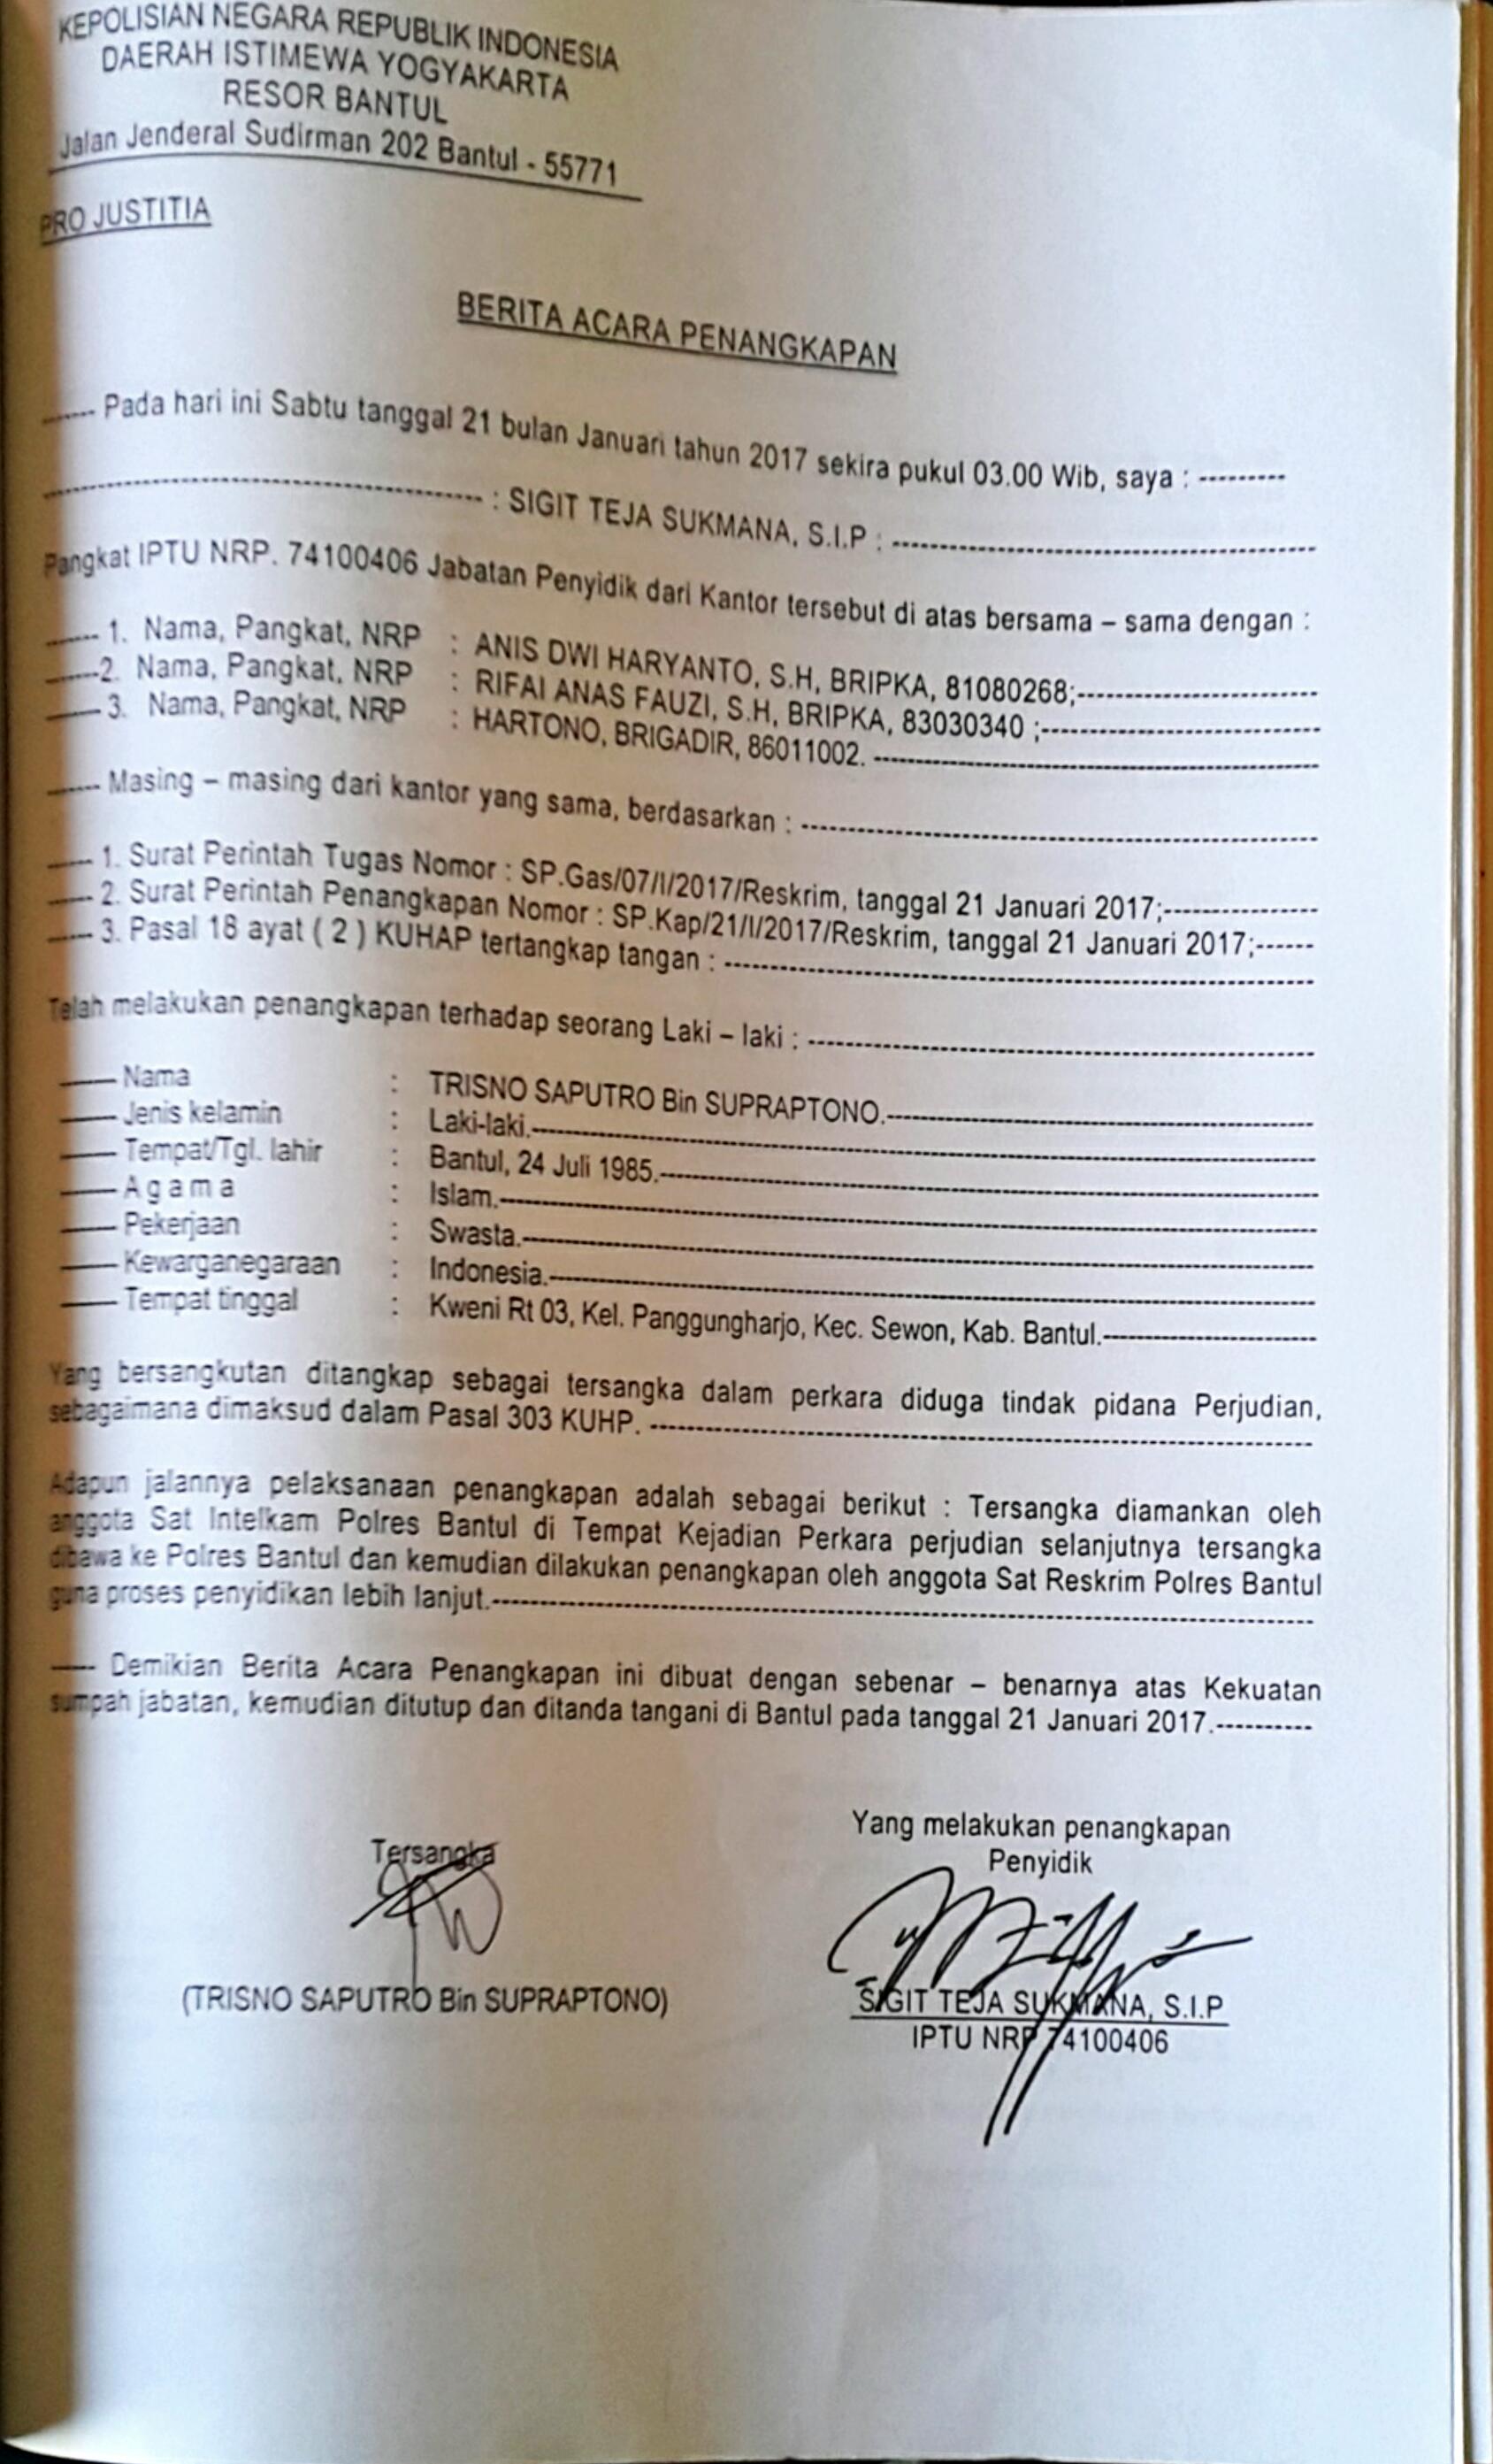 KEPOLISIAN NEGARA REPUBLIK INDONESIA
DAERAH ISTIMEWA YOGYAKARTA
RESOR BANTUL
Jalan Jenderal Sudirman 202 Bantul - 55771
PRO JUSTITIA
BERITA ACARA PENANGKAPAN
------- Pada hari ini Sabtu tanggal 21 bulan Januari tahun 2017 sekira pukul 03.00 Wib, saya : ---------
------------------------------------------- : SIGIT TEJA SUKMANA, S.I.P : -------------------------------------------
Pangkat IPTU NRP. 74100406 Jabatan Penyidik dari Kantor tersebut di atas bersama – sama dengan :
------- 1. Nama, Pangkat, NRP : ANIS DWI HARYANTO, S.H, BRIPKA, 81080268;-------------------------
-------2. Nama, Pangkat, NRP : RIFAI ANAS FAUZI, S.H, BRIPKA, 83030340 ;-----------------------------
------- 3. Nama, Pangkat, NRP : HARTONO, BRIGADIR, 86011002. ---------------------------------------------
------- Masing – masing dari kantor yang sama, berdasarkan : ----------------------------------------------------
------ 1. Surat Perintah Tugas Nomor : SP.Gas/07/I/2017/Reskrim, tanggal 21 Januari 2017;----------------
------ 2. Surat Perintah Penangkapan Nomor : SP.Kap/21/I/2017/Reskrim, tanggal 21 Januari 2017;------
------ 3. Pasal 18 ayat ( 2 ) KUHAP tertangkap tangan : -----------------------------------------------------------
Telah melakukan penangkapan terhadap seorang Laki – laki : ---------------------------------------------------
------- Nama : TRISNO SAPUTRO Bin SUPRAPTONO.-------------------------------------------
------- Jenis kelamin : Laki-laki.-------------------------------------------------------------------------------
------- Tempat/Tgl. lahir : Bantul, 24 Juli 1985.------------------------------------------------------------------
------- A g a m a : Islam.----------------------------------------------------------------------------------
------- Pekerjaan : Swasta.-------------------------------------------------------------------------------
------- Kewarganegaraan : Indonesia.----------------------------------------------------------------------------
------- Tempat tinggal : Kweni Rt 03, Kel. Panggungharjo, Kec. Sewon, Kab. Bantul.----------------------
Yang bersangkutan ditangkap sebagai tersangka dalam perkara diduga tindak pidana Perjudian,
sebagaimana dimaksud dalam Pasal 303 KUHP. -------------------------------------------------------------------
Adapun jalannya pelaksanaan penangkapan adalah sebagai berikut : Tersangka diamankan oleh
anggota Sat Intelkam Polres Bantul di Tempat Kejadian Perkara perjudian selanjutnya tersangka
dibawa ke Polres Bantul dan kemudian dilakukan penangkapan oleh anggota Sat Reskrim Polres Bantul
guna proses penyidikan lebih lanjut.---------------------------------------------------------------------------------
------ Demikian Berita Acara Penangkapan ini dibuat dengan sebenar – benarnya atas Kekuatan
sumpah jabatan, kemudian ditutup dan ditanda tangani di Bantul pada tanggal 21 Januari 2017.----------
Yang melakukan penangkapan
Tersangka Penyidik
(TRISNO SAPUTRO Bin SUPRAPTONO) SIGIT TEJA SUKMANA, S.I.P
IPTU NRP 74100406